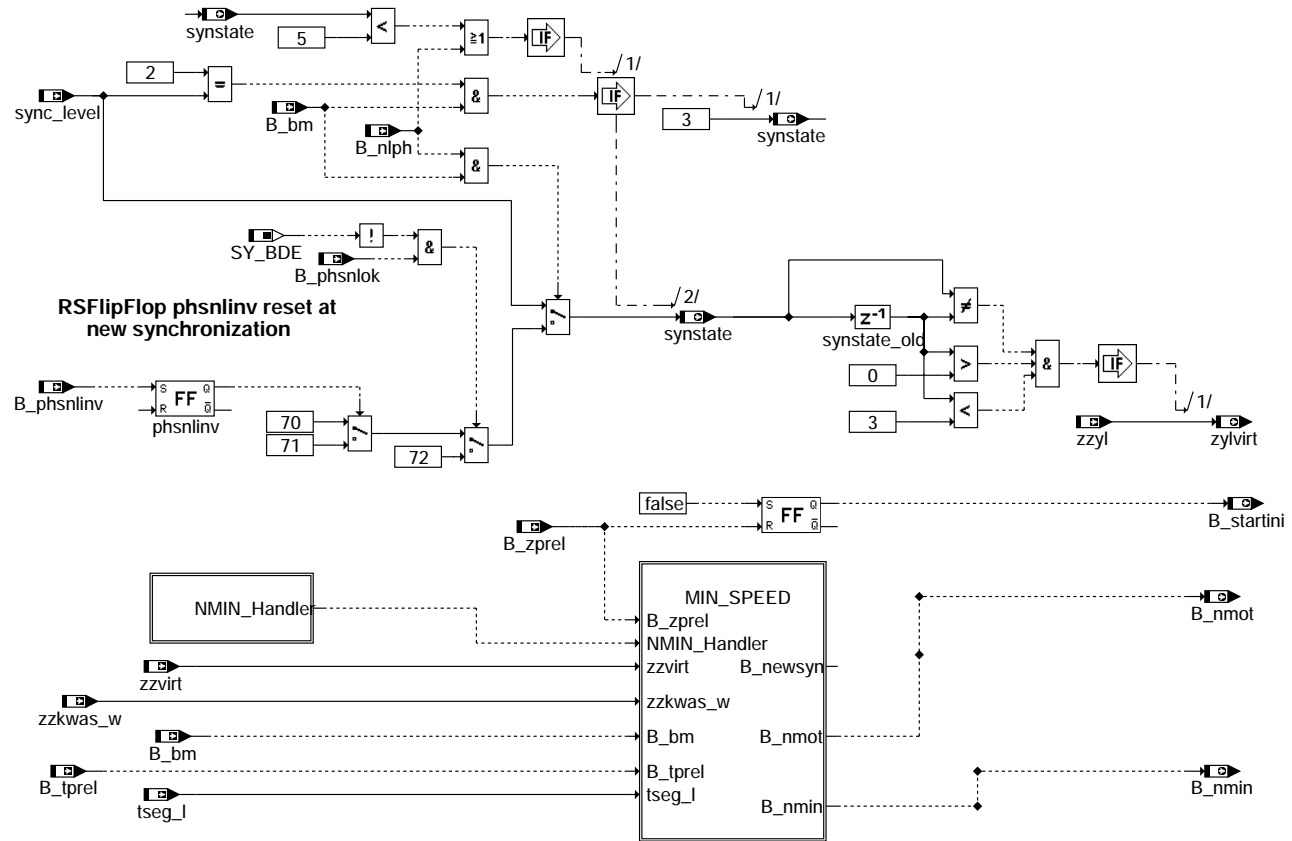 synstate
5
<
≧1
IF
/1/
2
=
&
IF
/1/
sync_level
B_bm
B_nlph
3
synstate
&
SY_BDE
!
&
B_phsnlok
RSFlipFlop phsnlinv reset at
new synchronization
/2/
synstate
z⁻¹
synstate_old
≠
0
>
&
IF
3
<
/1/
zzyl
zylvirt
B_phsnlinv
S Q
FF
R Q̅
phsnlinv
70
71
72
false
S Q
FF
R Q̅
B_startini
B_zprel
NMIN_Handler
MIN_SPEED
B_zprel
NMIN_Handler
zzvirt
B_newsyn
zzkwas_w
B_bm
B_nmot
B_tprel
tseg_l
B_nmin
zzvirt
zzkwas_w
B_bm
B_tprel
tseg_l
B_nmot
B_nmin